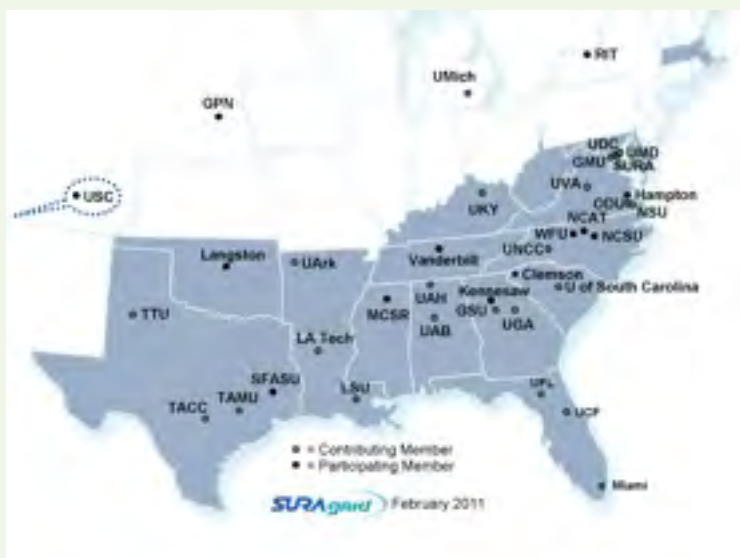 RIT
UMich
GPN
UDC
UMD
GMU
SURA
USC
UVA
Hampton
UKY
ODU
NSU
NCAT
WFU
NCSU
UNCC
Langston
UArk
Vanderbilt
Clemson
UAH
Kennesaw
U of South Carolina
MCSR
GSU
TTU
UAB
UGA
LA Tech
SFASU
UFL
TAMU
LSU
TACC
UCF
= Contributing Member
= Participating Member
Miami
SURAgrid February 2011